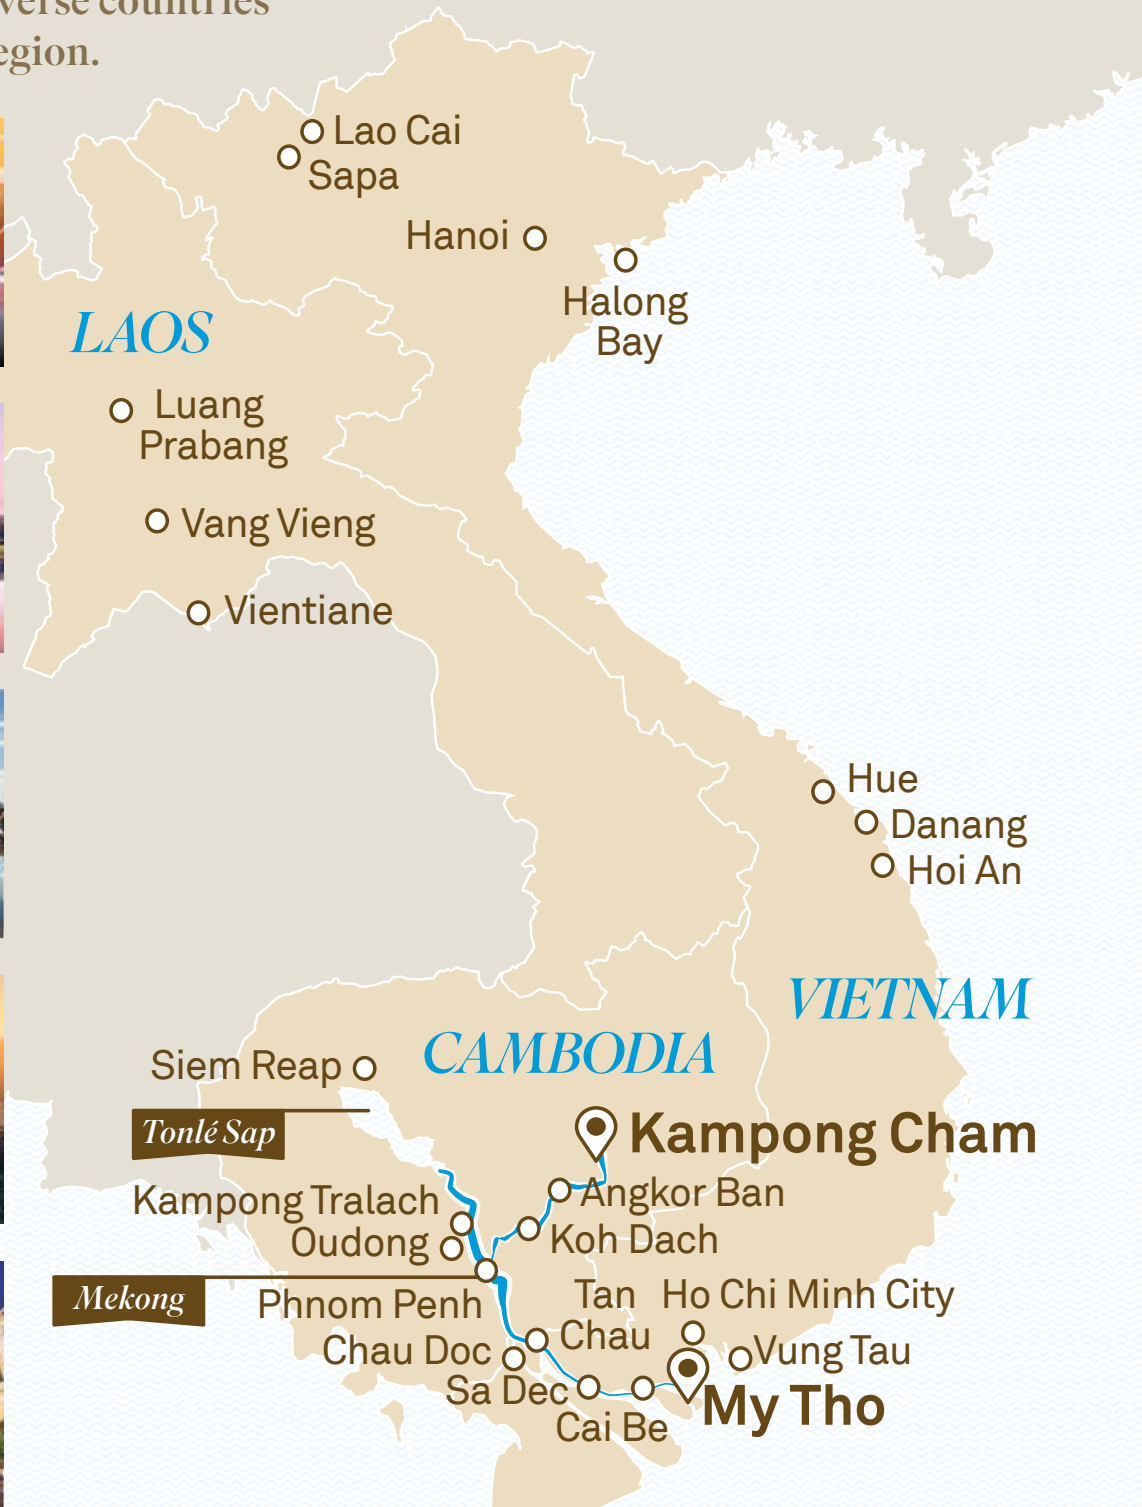 verse countries
egion.
Lao Cai
Sapa
Hanoi
Halong
Bay
LAOS
Luang
Prabang
Vang Vieng
Vientiane
Hue
Danang
Hoi An
VIETNAM
CAMBODIA
Siem Reap
Tonlé Sap
Kampong Cham
Angkor Ban
Kampong Tralach
Koh Dach
Oudong
Mekong
Phnom Penh
Tan
Chau
Ho Chi Minh City
Chau Doc
Vung Tau
Sa Dec
My Tho
Cai Be